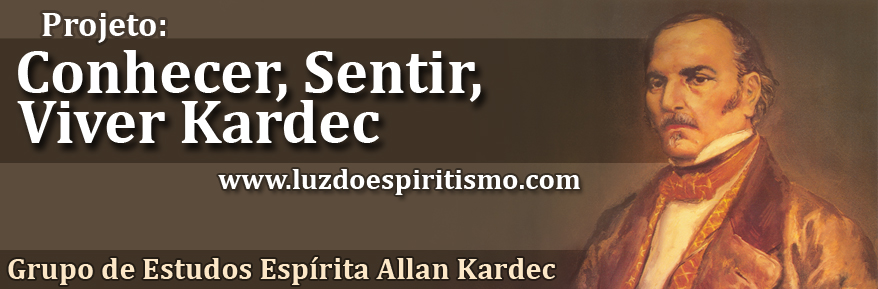 Projeto:
Conhecer, Sentir,
Viver Kardec
www.luzdoespiritismo.com
Grupo de Estudos Espírita Allan Kardec